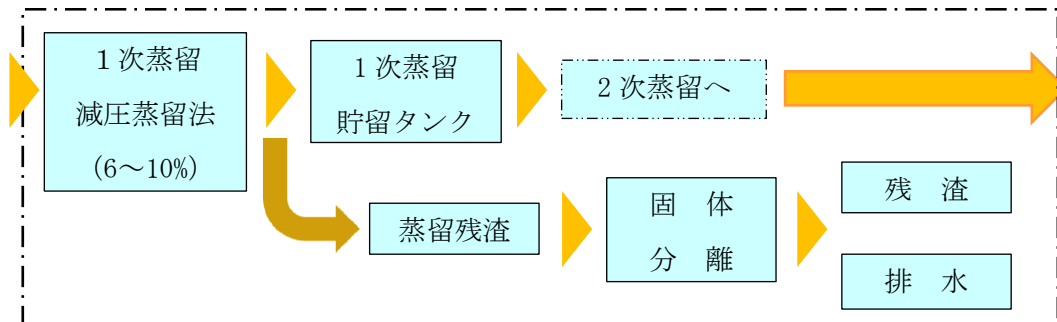 １次蒸留
減圧蒸留法
(6～10%)
１次蒸留
貯留タンク
２次蒸留へ
蒸留残渣
固　体
分　離
残　渣
排　水